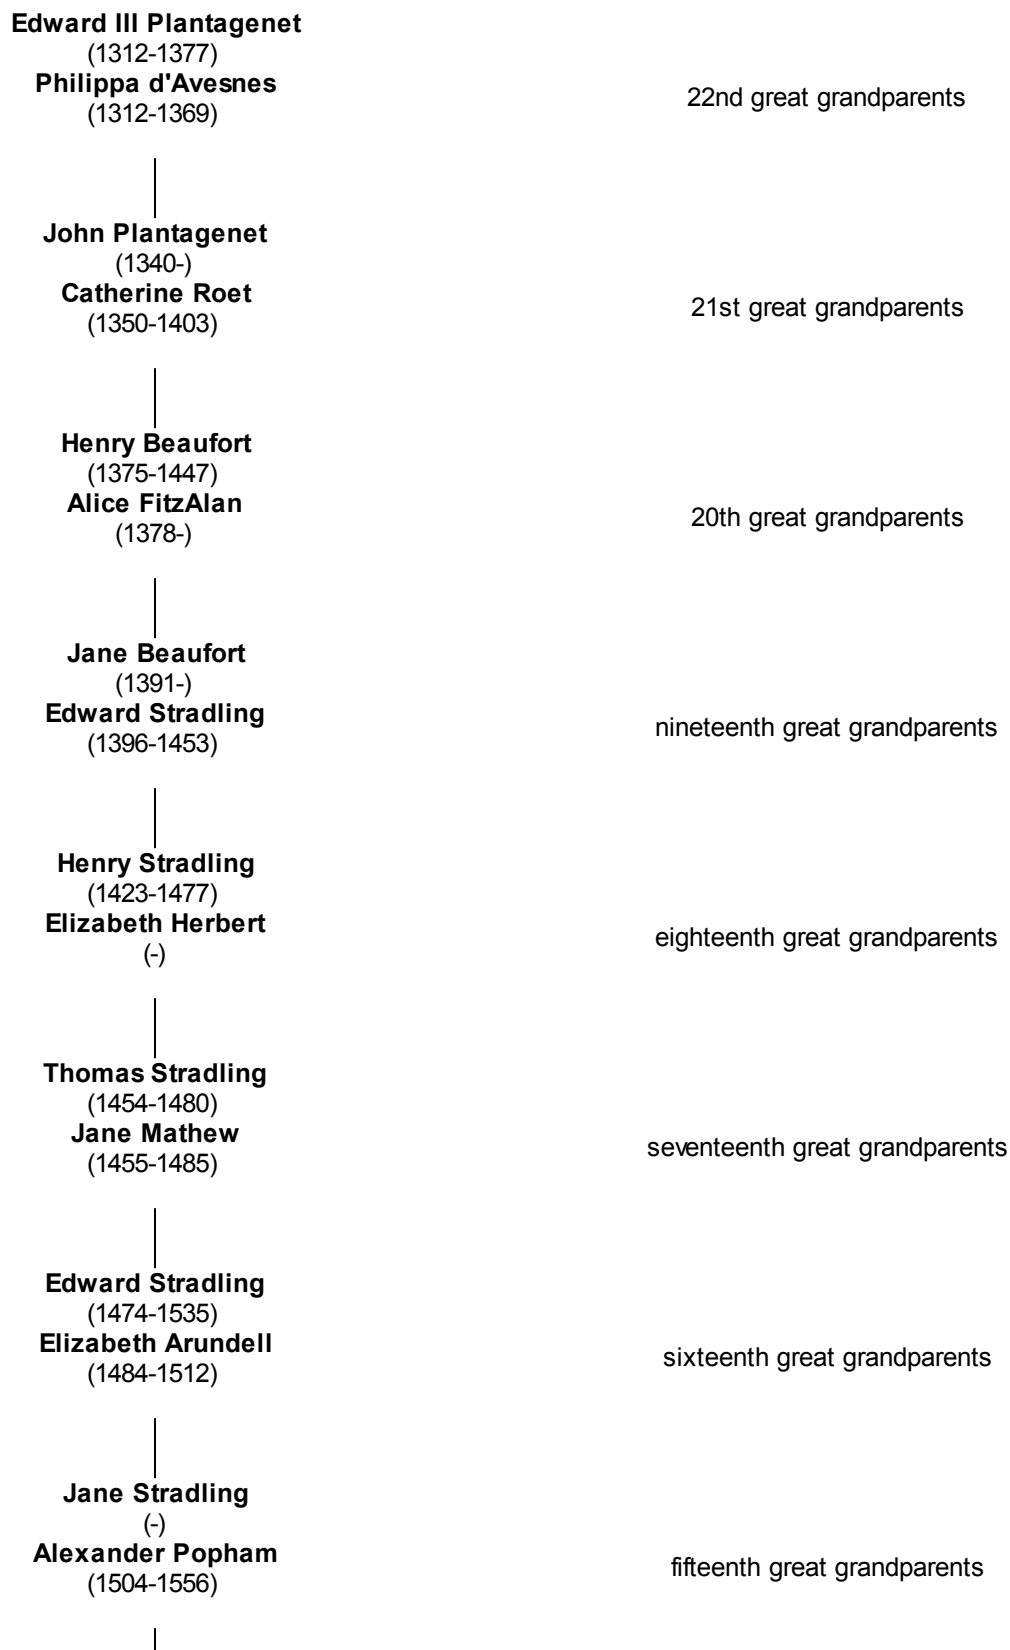 Edward III Plantagenet
(1312-1377)
Philippa d'Avesnes
(1312-1369)
22nd great grandparents
John Plantagenet
(1340-)
Catherine Roet
(1350-1403)
21st great grandparents
Henry Beaufort
(1375-1447)
Alice FitzAlan
(1378-)
20th great grandparents
Jane Beaufort
(1391-)
Edward Stradling
(1396-1453)
nineteenth great grandparents
Henry Stradling
(1423-1477)
Elizabeth Herbert
(-)
eighteenth great grandparents
Thomas Stradling
(1454-1480)
Jane Mathew
(1455-1485)
seventeenth great grandparents
Edward Stradling
(1474-1535)
Elizabeth Arundell
(1484-1512)
sixteenth great grandparents
Jane Stradling
(-)
Alexander Popham
(1504-1556)
fifteenth great grandparents